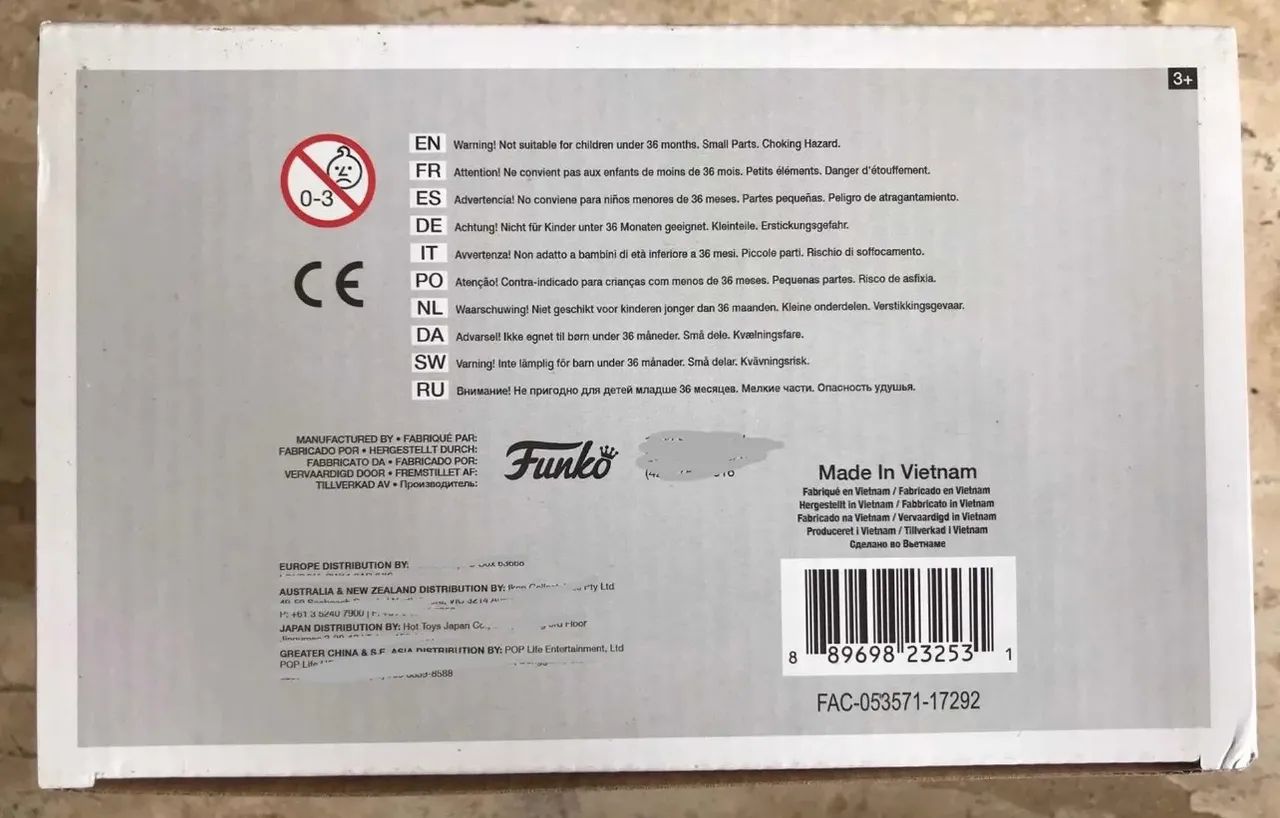 3+
0-3
EN Warning! Not suitable for children under 36 months. Small Parts. Choking Hazard.
FR Attention! Ne convient pas aux enfants de moins de 36 mois. Petits éléments. Danger d'étouffement.
ES Advertencia! No conviene para niños menores de 36 meses. Partes pequeñas. Peligro de atragantamiento.
DE Achtung! Nicht für Kinder unter 36 Monaten geeignet. Kleinteile. Erstickungsgefahr.
IT Avvertenza! Non adatto a bambini di età inferiore a 36 mesi. Piccole parti. Rischio di soffocamento.
CE
PO Atenção! Contra-indicado para crianças com menos de 36 meses. Pequenas partes. Risco de asfixia.
NL Waarschuwing! Niet geschikt voor kinderen jonger dan 36 maanden. Kleine onderdelen. Verstikkingsgevaar.
DA Advarsel! Ikke egnet til børn under 36 måneder. Små dele. Kvælningsfare.
SW Varning! Inte lämplig för barn under 36 månader. Små delar. Kvävningsrisk.
RU Внимание! Не пригодно для детей младше 36 месяцев. Мелкие части. Опасность удушья.
MANUFACTURED BY • FABRIQUÉ PAR:
FABRICADO POR • HERGESTELLT DURCH:
FABBRICATO DA • FABRICADO POR:
VERVAARDIGD DOOR • FREMSTILLET AF:
TILLVERKAD AV • Производитель:
Funko
Made In Vietnam
Fabriqué en Vietnam / Fabricado en Vietnam
Hergestellt in Vietnam / Fabbricato in Vietnam
Fabricado na Vietnam / Vervaardigd in Vietnam
Produceret i Vietnam / Tillverkad i Vietnam
Сделано во Вьетнаме
EUROPE DISTRIBUTION BY:
AUSTRALIA & NEW ZEALAND DISTRIBUTION BY: Pty Ltd
P: +61 3 5240 7900 |
JAPAN DISTRIBUTION BY: Hot Toys Japan Co., Floor
GREATER CHINA & S.E. ASIA DISTRIBUTION BY: POP Life Entertainment, Ltd
POP Life
8588
8 89698 23253 1
FAC-053571-17292